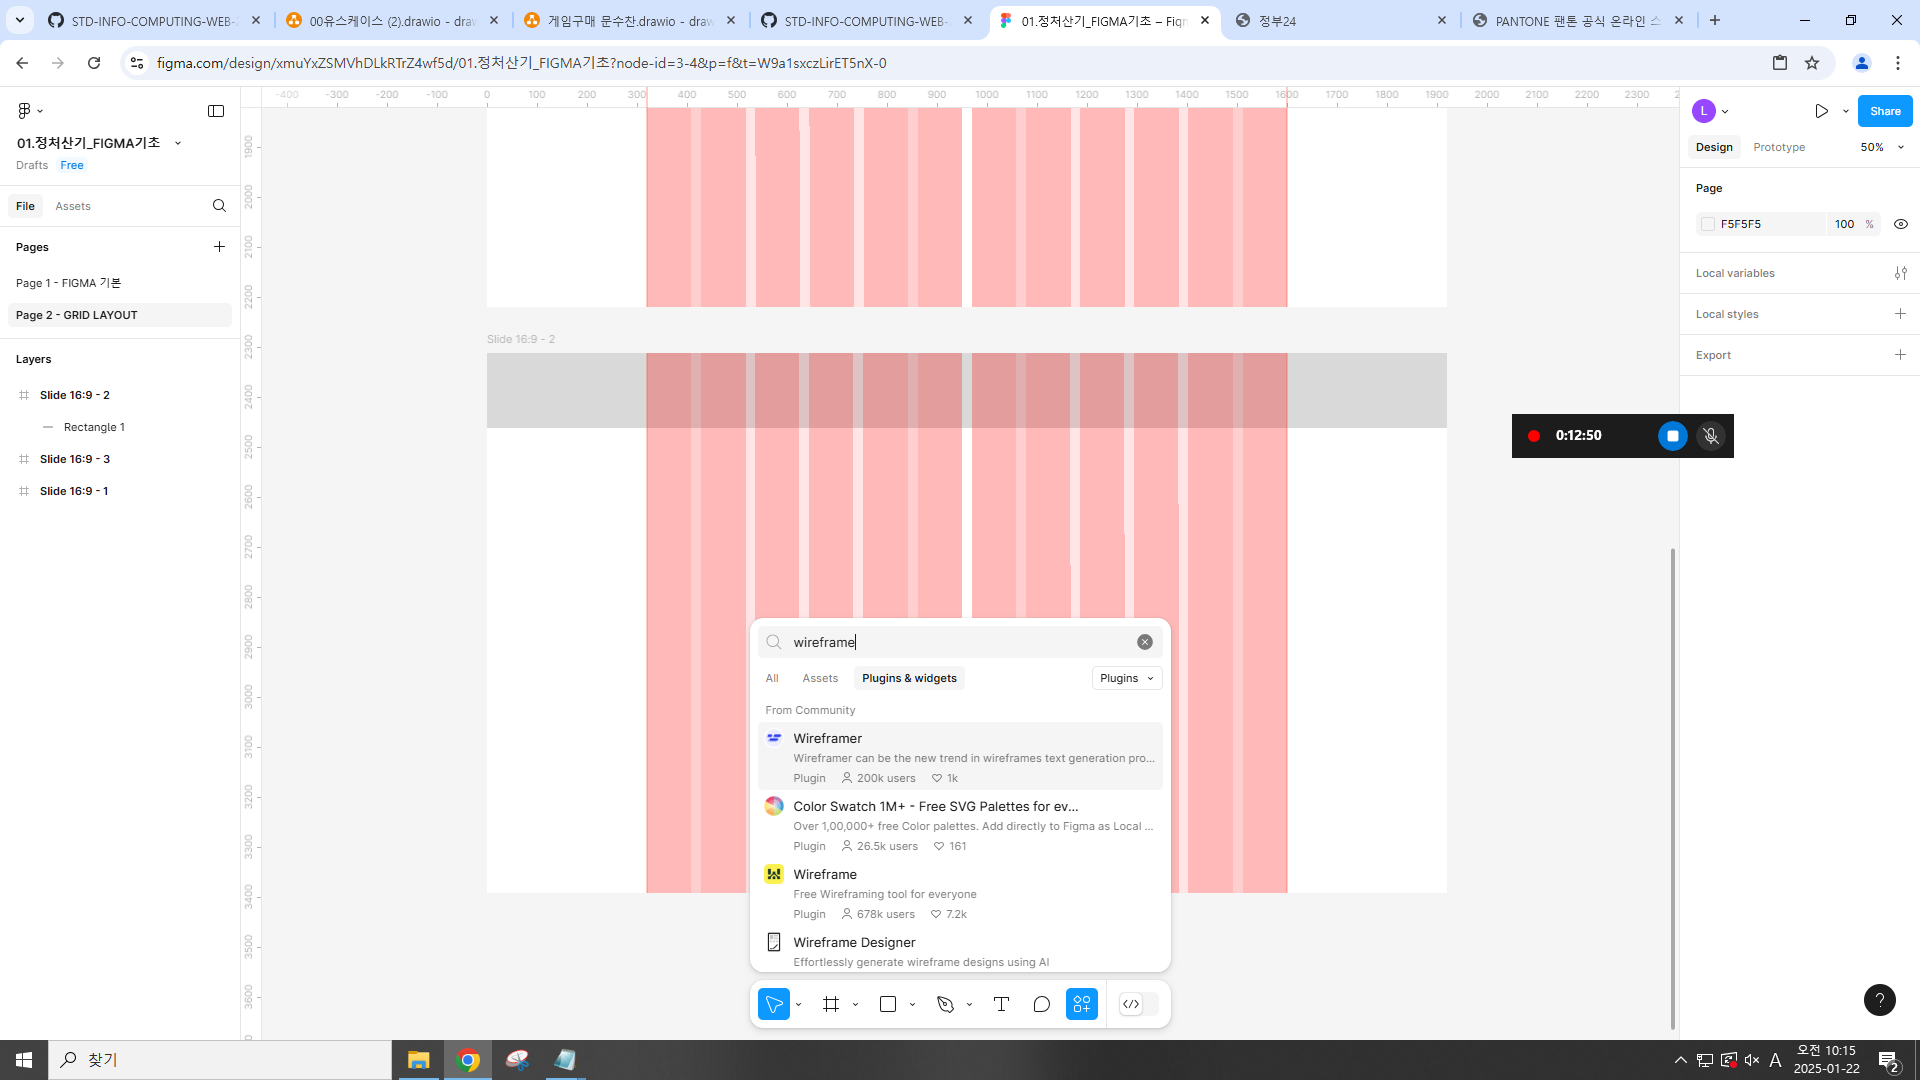 STD-INFO-COMPUTING-WEB-
00유스케이스 (2).drawio - draw
게임구매 문수찬.drawio - draw
STD-INFO-COMPUTING-WEB-
01.정처산기_FIGMA기초 – Figm
정부24
PANTONE 팬톤 공식 온라인 스
figma.com/design/xmuYxZSMVhDLkRTrZ4wf5d/01.정처산기_FIGMA기초?node-id=3-4&p=f&t=W9a1sxczLirET5nX-0
-400 -300 -200 -100 0 100 200 300 400 500 600 700 800 900 1000 1100 1200 1300 1400 1500 1600 1700 1800 1900 2000 2100 2200 2300
1900
2000
2100
2200
2300
2400
2500
2600
2700
2800
2900
3000
3100
3200
3300
3400
3500
3600
01.정처산기_FIGMA기초
Drafts Free
File Assets
Pages
Page 1 - FIGMA 기본
Page 2 - GRID LAYOUT
Layers
Slide 16:9 - 2
Rectangle 1
Slide 16:9 - 3
Slide 16:9 - 1
Slide 16:9 - 2
L
Share
Design Prototype 50%
Page
F5F5F5 100 %
Local variables
Local styles
Export
0:12:50
wireframe
All Assets Plugins & widgets Plugins
From Community
Wireframer
Wireframer can be the new trend in wireframes text generation pro...
Plugin 200k users 1k
Color Swatch 1M+ - Free SVG Palettes for ev...
Over 1,00,000+ free Color palettes. Add directly to Figma as Local ...
Plugin 26.5k users 161
Wireframe
Free Wireframing tool for everyone
Plugin 678k users 7.2k
Wireframe Designer
Effortlessly generate wireframe designs using AI
?
찾기
A
오전 10:15
2025-01-22
2